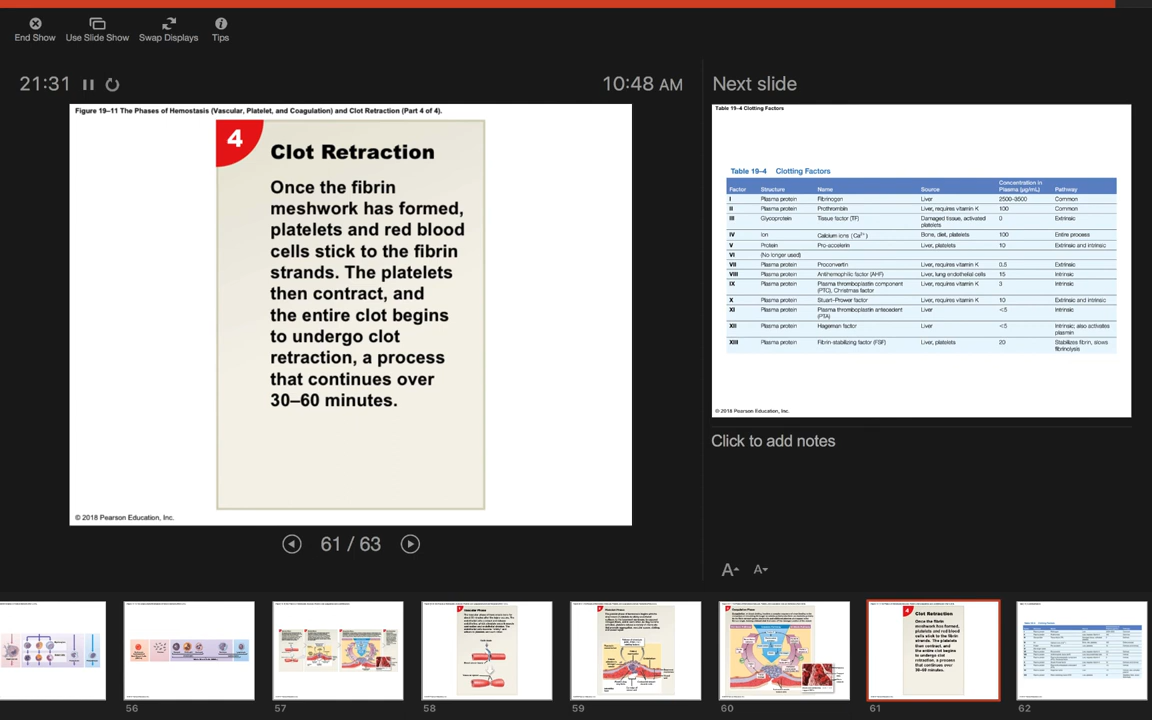 End Show
Use Slide Show
Swap Displays
Tips
21:31
10:48 AM
Next slide
Figure 19–11 The Phases of Hemostasis (Vascular, Platelet, and Coagulation) and Clot Retraction (Part 4 of 4).
4
Clot Retraction
Once the fibrin
meshwork has formed,
platelets and red blood
cells stick to the fibrin
strands. The platelets
then contract, and
the entire clot begins
to undergo clot
retraction, a process
that continues over
30–60 minutes.
© 2018 Pearson Education, Inc.
61 / 63
Table 19–4 Clotting Factors
Table 19–4 Clotting Factors
Factor Structure Name Source Concentration in Plasma (µg/mL) Pathway
I Plasma protein Fibrinogen Liver 2500–3500 Common
II Plasma protein Prothrombin Liver, requires vitamin K 100 Common
III Glycoprotein Tissue factor (TF) Damaged tissue, activated platelets 0 Extrinsic
IV Ion Calcium ions (Ca2+) Bone, diet, platelets 100 Entire process
V Protein Pro-accelerin Liver, platelets 10 Extrinsic and intrinsic
VI (No longer used)
VII Plasma protein Proconvertin Liver, requires vitamin K 0.5 Extrinsic
VIII Plasma protein Antihemophilic factor (AHF) Liver, lung endothelial cells 15 Intrinsic
IX Plasma protein Plasma thromboplastin component (PTC), Christmas factor Liver, requires vitamin K 3 Intrinsic
X Plasma protein Stuart–Prower factor Liver, requires vitamin K 10 Extrinsic and intrinsic
XI Plasma protein Plasma thromboplastin antecedent (PTA) Liver <5 Intrinsic
XII Plasma protein Hageman factor Liver <5 Intrinsic; also activates plasmin
XIII Plasma protein Fibrin-stabilizing factor (FSF) Liver, platelets 20 Stabilizes fibrin, slows fibrinolysis
© 2018 Pearson Education, Inc.
Click to add notes
A A
Vascular Phase
Clot Retraction
56
57
58
59
60
61
62